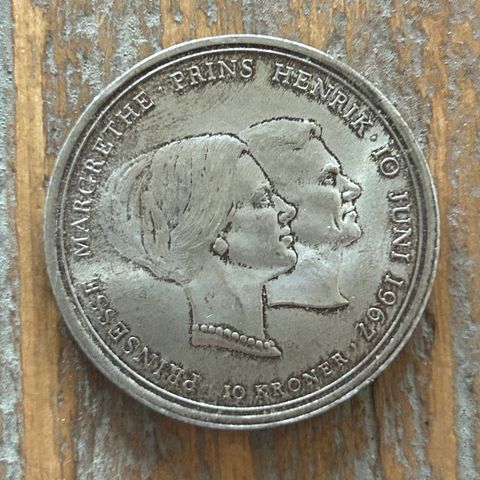 PRINSESSE MARGRETHE · PRINS HENRIK · 10 JUNI 1967
· 10 KRONER ·